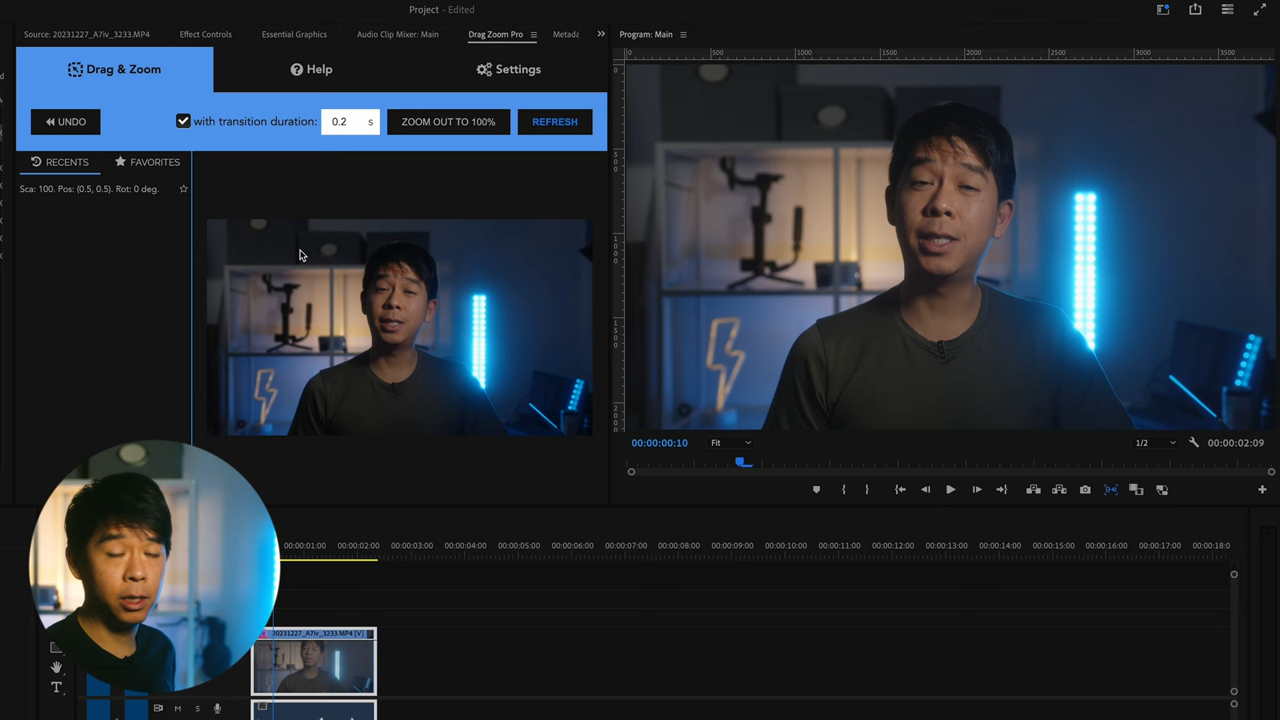 Project - Edited
Source: 20231227_A7iv_3233.MP4
Effect Controls
Essential Graphics
Audio Clip Mixer: Main
Drag Zoom Pro
Metada
Program: Main
0 500 1000 1500 2000 2500 3000 3500
Drag & Zoom
Help
Settings
UNDO
with transition duration: 0.2 s
ZOOM OUT TO 100%
REFRESH
RECENTS
FAVORITES
Sca: 100. Pos: (0.5, 0.5). Rot: 0 deg.
00:00:00:10
Fit
1/2
00:00:02:09
00:00:01:00 00:00:02:00 00:00:03:00 00:00:04:00 00:00:05:00 00:00:06:00 00:00:07:00 00:00:08:00 00:00:09:00 00:00:10:00 00:00:11:00 00:00:12:00 00:00:13:00 00:00:14:00 00:00:15:00 00:00:16:00 00:00:17:00 00:00:18:0
20231227_A7iv_3233.MP4 [V]
T
M S